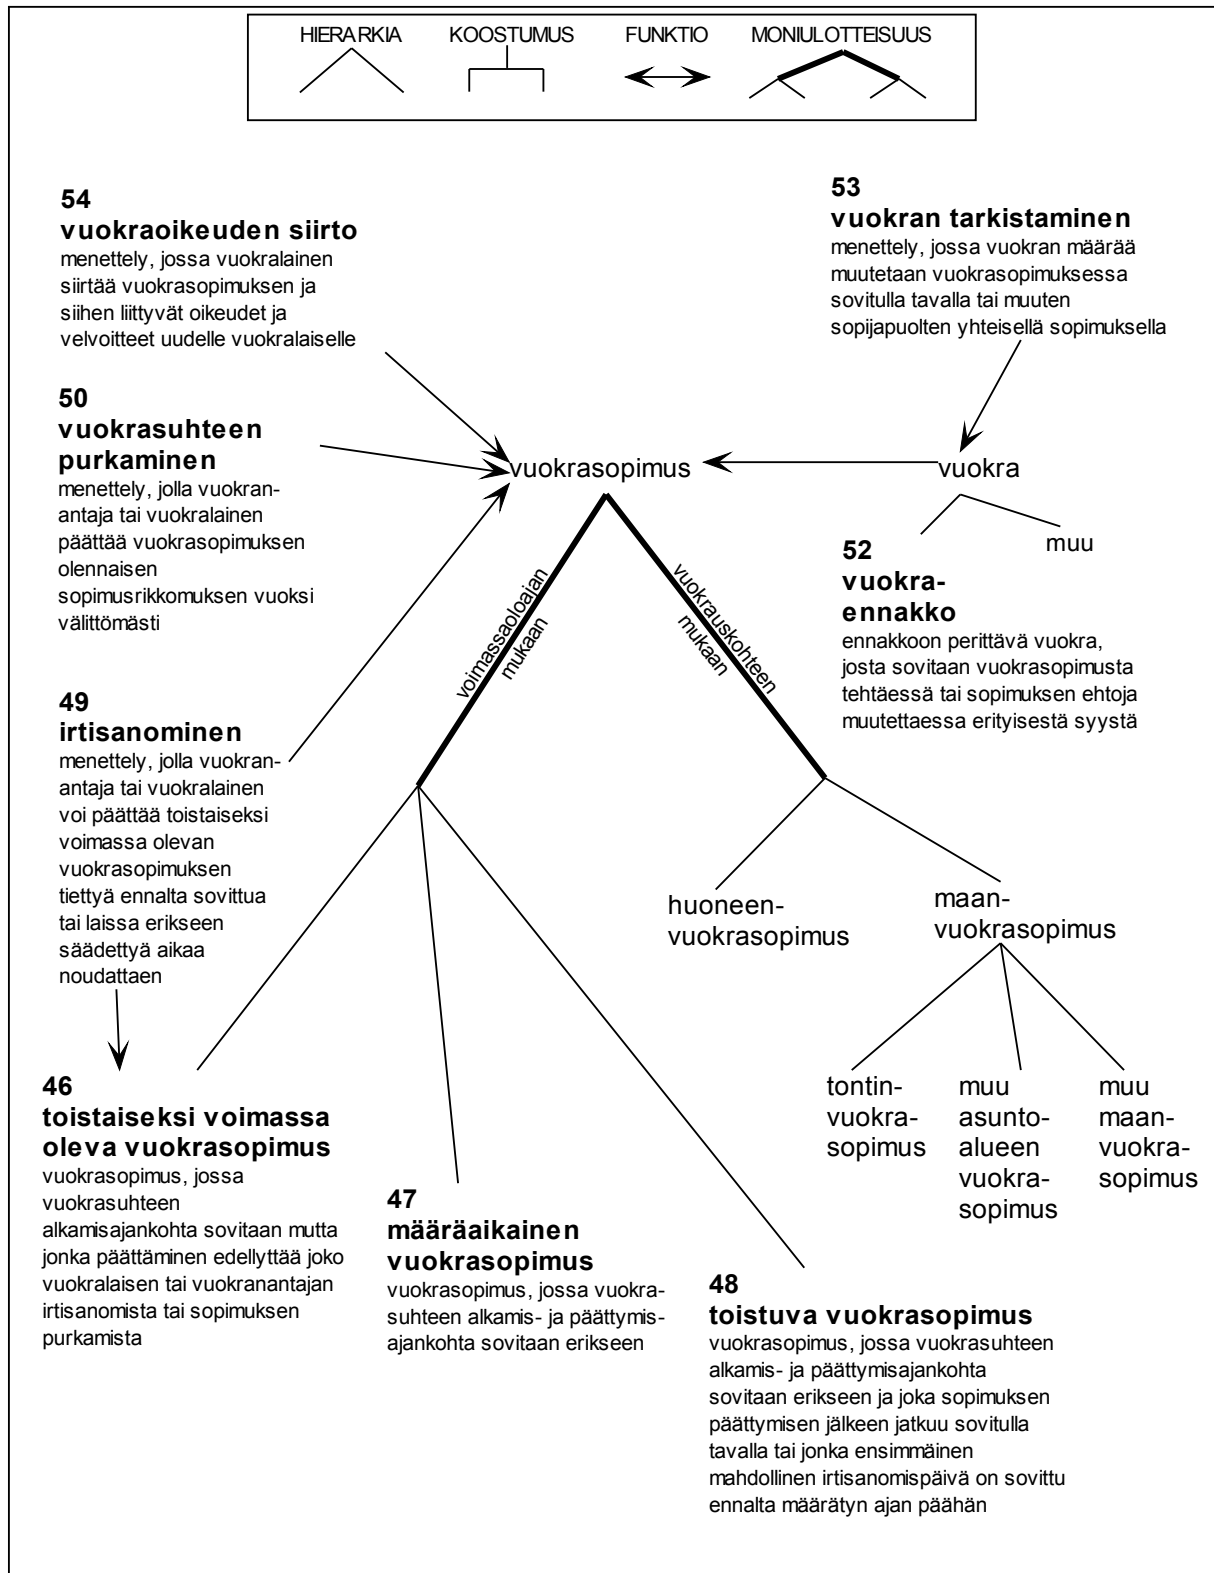 HIERARKIA KOOSTUMUS FUNKTIO MONIULOTTEISUUS
54
vuokraoikeuden siirto
menettely, jossa vuokralainen
siirtää vuokrasopimuksen ja
siihen liittyvät oikeudet ja
velvoitteet uudelle vuokralaiselle
53
vuokran tarkistaminen
menettely, jossa vuokran määrää
muutetaan vuokrasopimuksessa
sovitulla tavalla tai muuten
sopijapuolten yhteisellä sopimuksella
50
vuokrasuhteen
purkaminen
menettely, jolla vuokran-
antaja tai vuokralainen
päättää vuokrasopimuksen
olennaisen
sopimusrikkomuksen vuoksi
välittömästi
vuokrasopimus
vuokra
52
vuokra-
ennakko
ennakkoon perittävä vuokra,
josta sovitaan vuokrasopimusta
tehtäessä tai sopimuksen ehtoja
muutettaessa erityisestä syystä
muu
voimassaoloajan
mukaan
vuokrauskohteen
mukaan
49
irtisanominen
menettely, jolla vuokran-
antaja tai vuokralainen
voi päättää toistaiseksi
voimassa olevan
vuokrasopimuksen
tiettyä ennalta sovittua
tai laissa erikseen
säädettyä aikaa
noudattaen
huoneen-
vuokrasopimus
maan-
vuokrasopimus
46
toistaiseksi voimassa
oleva vuokrasopimus
vuokrasopimus, jossa
vuokrasuhteen
alkamisajankohta sovitaan mutta
jonka päättäminen edellyttää joko
vuokralaisen tai vuokranantajan
irtisanomista tai sopimuksen
purkamista
47
määräaikainen
vuokrasopimus
vuokrasopimus, jossa vuokra-
suhteen alkamis- ja päättymis-
ajankohta sovitaan erikseen
tontin-
vuokra-
sopimus
muu
asunto-
alueen
vuokra-
sopimus
muu
maan-
vuokra-
sopimus
48
toistuva vuokrasopimus
vuokrasopimus, jossa vuokrasuhteen
alkamis- ja päättymisajankohta
sovitaan erikseen ja joka sopimuksen
päättymisen jälkeen jatkuu sovitulla
tavalla tai jonka ensimmäinen
mahdollinen irtisanomispäivä on sovittu
ennalta määrätyn ajan päähän